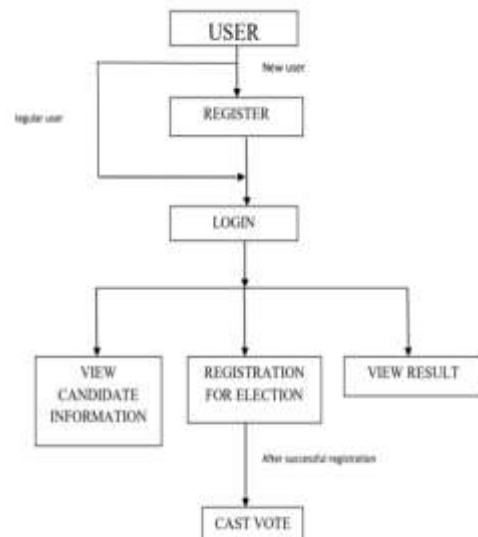 USER
New user
regular user
REGISTER
LOGIN
VIEW
CANDIDATE
INFORMATION
REGISTRATION
FOR ELECTION
VIEW RESULT
After successful registration
CAST VOTE